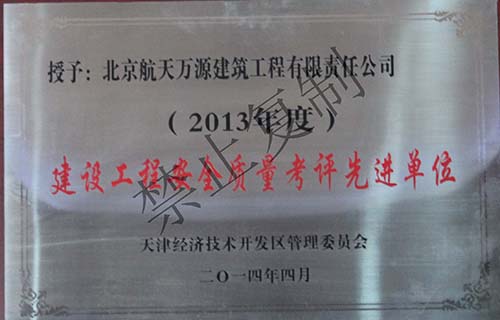 授予：北京航天万源建筑工程有限责任公司
（2013年度）
建设工程安全质量考评先进单位
天津经济技术开发区管理委员会
二〇一四年四月
禁止复制